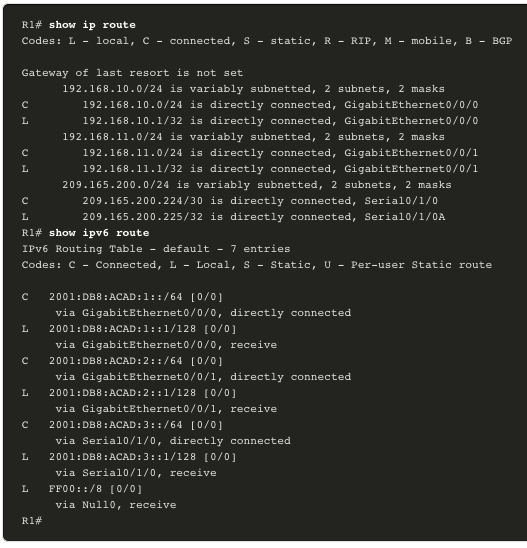 R1# show ip route
Codes: L - local, C - connected, S - static, R - RIP, M - mobile, B - BGP
Gateway of last resort is not set
192.168.10.0/24 is variably subnetted, 2 subnets, 2 masks
C 192.168.10.0/24 is directly connected, GigabitEthernet0/0/0
L 192.168.10.1/32 is directly connected, GigabitEthernet0/0/0
192.168.11.0/24 is variably subnetted, 2 subnets, 2 masks
C 192.168.11.0/24 is directly connected, GigabitEthernet0/0/1
L 192.168.11.1/32 is directly connected, GigabitEthernet0/0/1
209.165.200.0/24 is variably subnetted, 2 subnets, 2 masks
C 209.165.200.224/30 is directly connected, Serial0/1/0
L 209.165.200.225/32 is directly connected, Serial0/1/0A
R1# show ipv6 route
IPv6 Routing Table - default - 7 entries
Codes: C - Connected, L - Local, S - Static, U - Per-user Static route
C 2001:DB8:ACAD:1::/64 [0/0]
via GigabitEthernet0/0/0, directly connected
L 2001:DB8:ACAD:1::1/128 [0/0]
via GigabitEthernet0/0/0, receive
C 2001:DB8:ACAD:2::/64 [0/0]
via GigabitEthernet0/0/1, directly connected
L 2001:DB8:ACAD:2::1/128 [0/0]
via GigabitEthernet0/0/1, receive
C 2001:DB8:ACAD:3::/64 [0/0]
via Serial0/1/0, directly connected
L 2001:DB8:ACAD:3::1/128 [0/0]
via Serial0/1/0, receive
L FF00::/8 [0/0]
via Null0, receive
R1#